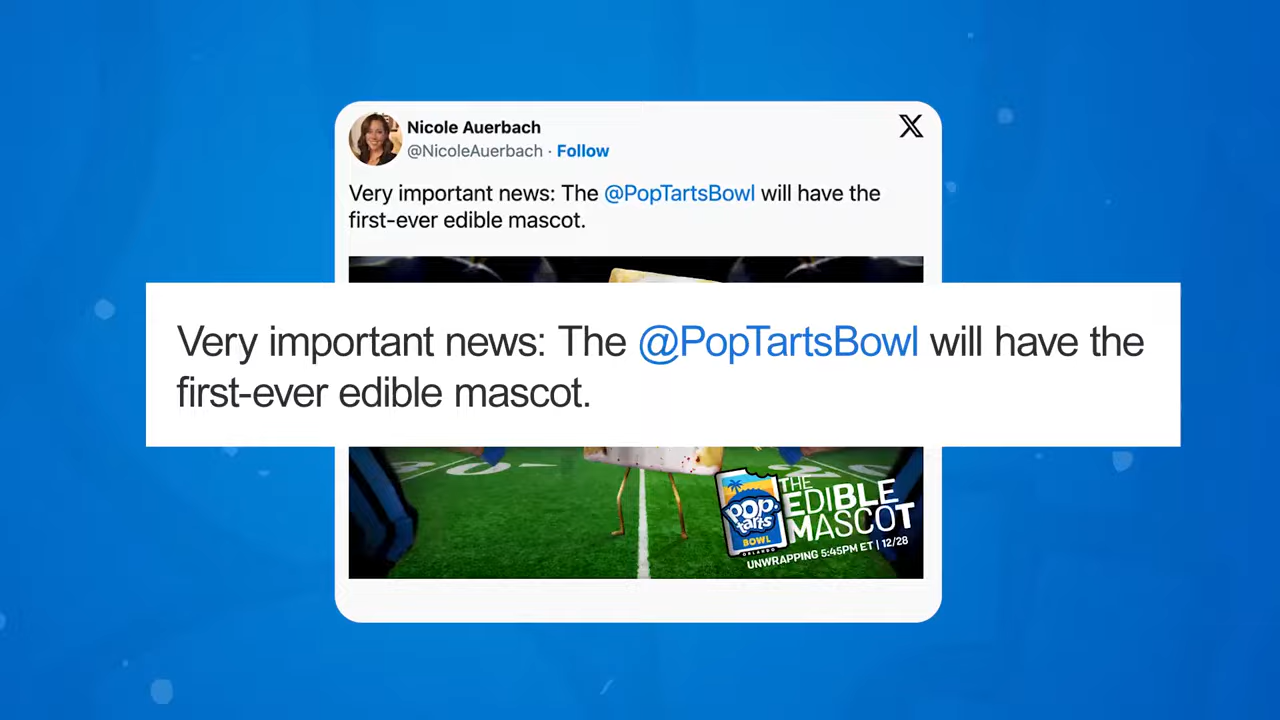 Nicole Auerbach
@NicoleAuerbach · Follow
Very important news: The @PopTartsBowl will have the
first-ever edible mascot.
Very important news: The @PopTartsBowl will have the
first-ever edible mascot.
POP.
tarts
BOWL
ORLANDO
THE
EDIBLE
MASCOT
UNWRAPPING 5:45PM ET | 12/28